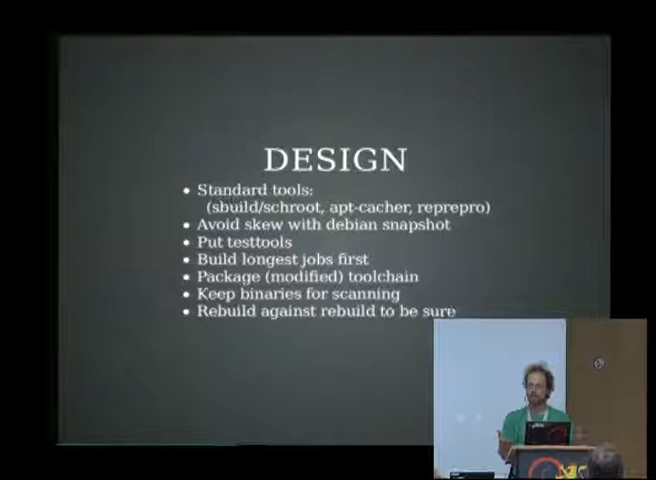 DESIGN
• Standard tools:
(sbuild/schroot, apt-cacher, reprepro)
• Avoid skew with debian snapshot
• Put testtools
• Build longest jobs first
• Package (modified) toolchain
• Keep binaries for scanning
• Rebuild against rebuild to be sure